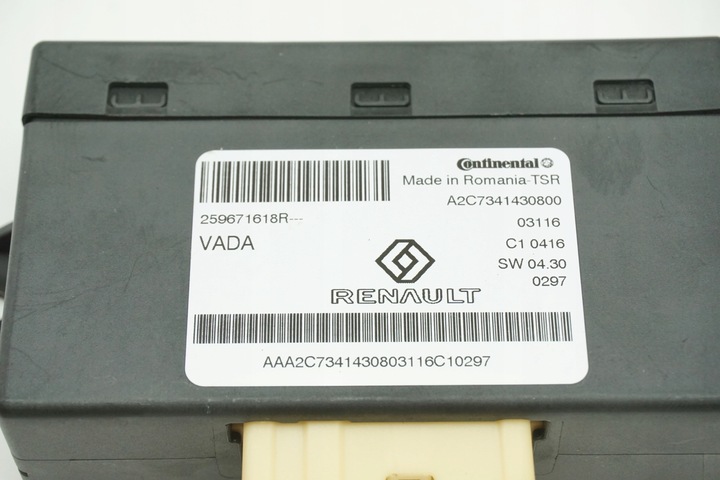 Continental
Made in Romania-TSR
A2C7341430800
259671618R---
03116
VADA
C1 0416
SW 04.30
0297
RENAULT
AAA2C7341430803116C10297